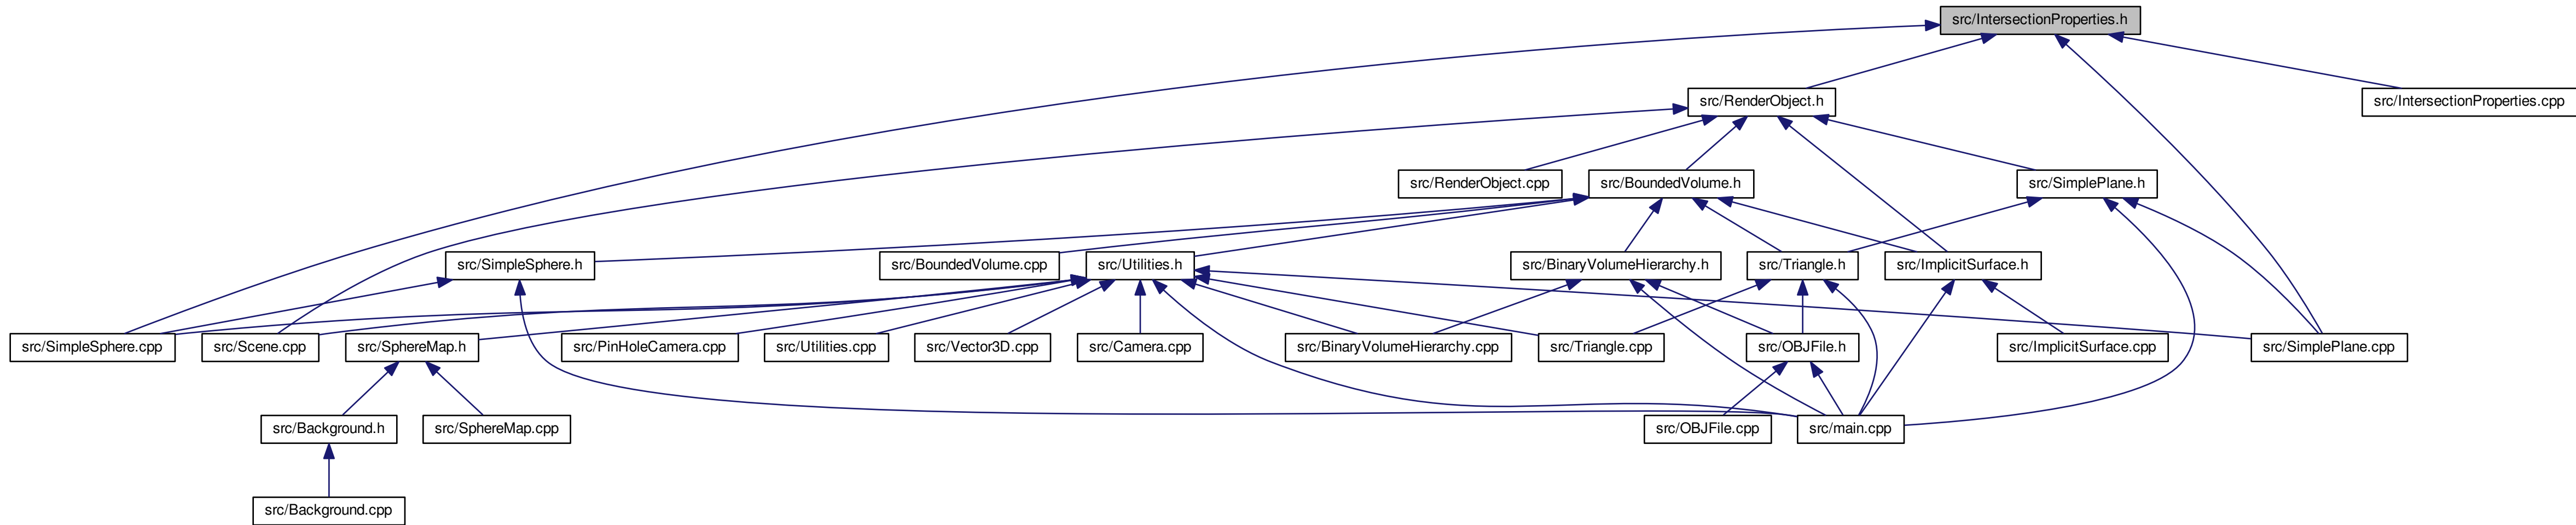 src/IntersectionProperties.h
src/RenderObject.h
src/IntersectionProperties.cpp
src/RenderObject.cpp
src/BoundedVolume.h
src/SimplePlane.h
src/SimpleSphere.h
src/BoundedVolume.cpp
src/Utilities.h
src/BinaryVolumeHierarchy.h
src/Triangle.h
src/ImplicitSurface.h
src/SimpleSphere.cpp
src/Scene.cpp
src/SphereMap.h
src/PinHoleCamera.cpp
src/Utilities.cpp
src/Vector3D.cpp
src/Camera.cpp
src/BinaryVolumeHierarchy.cpp
src/Triangle.cpp
src/OBJFile.h
src/ImplicitSurface.cpp
src/SimplePlane.cpp
src/Background.h
src/SphereMap.cpp
src/OBJFile.cpp
src/main.cpp
src/Background.cpp